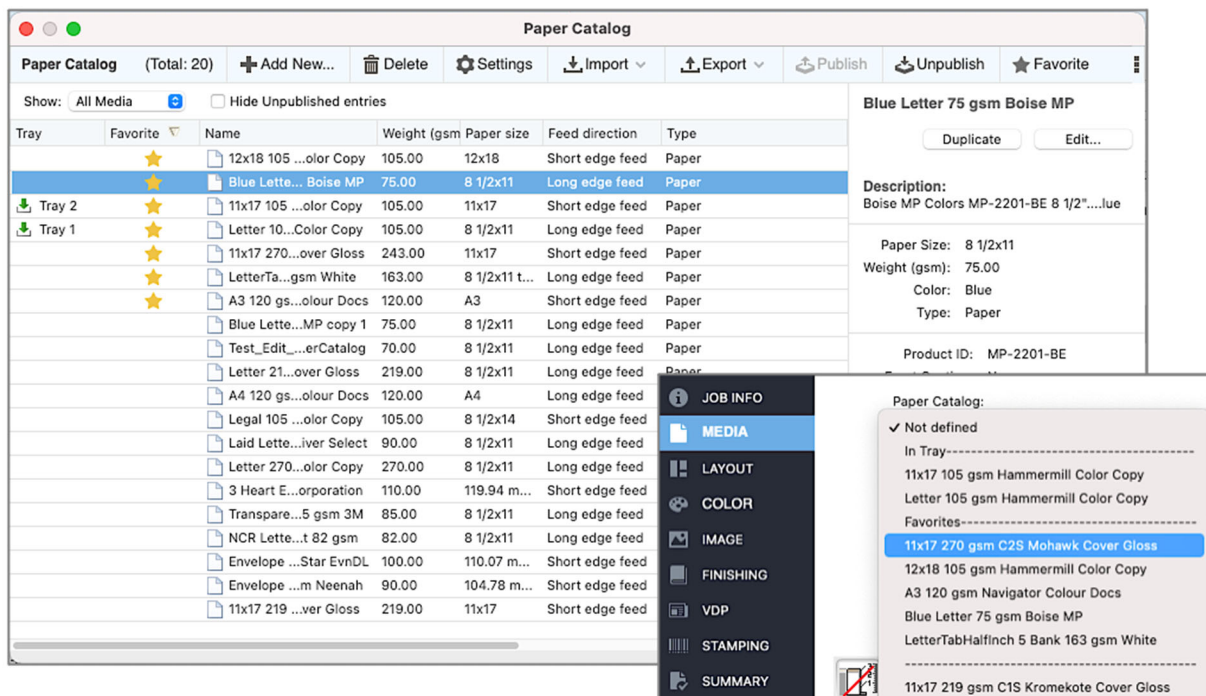 Paper Catalog
Paper Catalog (Total: 20) Add New... Delete Settings Import Export Publish Unpublish Favorite
Show: All Media Hide Unpublished entries
Tray Favorite Name Weight (gsm Paper size Feed direction Type
12x18 105 ...olor Copy 105.00 12x18 Short edge feed Paper
Blue Lette... Boise MP 75.00 8 1/2x11 Long edge feed Paper
Tray 2 11x17 105 ...olor Copy 105.00 11x17 Short edge feed Paper
Tray 1 Letter 10...Color Copy 105.00 8 1/2x11 Long edge feed Paper
11x17 270...over Gloss 243.00 11x17 Short edge feed Paper
LetterTa...gsm White 163.00 8 1/2x11 t... Long edge feed Paper
A3 120 gs...olour Docs 120.00 A3 Short edge feed Paper
Blue Lette...MP copy 1 75.00 8 1/2x11 Long edge feed Paper
Test_Edit_...erCatalog 70.00 8 1/2x11 Long edge feed Paper
Letter 21...over Gloss 219.00 8 1/2x11 Long edge feed Paper
A4 120 gs...olour Docs 120.00 A4 Long edge feed
Legal 105 ...olor Copy 105.00 8 1/2x14 Short edge feed
Laid Lette...iver Select 90.00 8 1/2x11 Long edge feed
Letter 270...olor Copy 270.00 8 1/2x11 Long edge feed
3 Heart E...orporation 110.00 119.94 m... Short edge feed
Transpare...5 gsm 3M 85.00 8 1/2x11 Long edge feed
NCR Lette...t 82 gsm 82.00 8 1/2x11 Long edge feed
Envelope ...Star EvnDL 100.00 110.07 m... Short edge feed
Envelope ...m Neenah 90.00 104.78 m... Short edge feed
11x17 219 ...ver Gloss 219.00 11x17 Short edge feed
Blue Letter 75 gsm Boise MP
Duplicate Edit...
Description:
Boise MP Colors MP-2201-BE 8 1/2"....lue
Paper Size: 8 1/2x11
Weight (gsm): 75.00
Color: Blue
Type: Paper
Product ID: MP-2201-BE
JOB INFO
MEDIA
LAYOUT
COLOR
IMAGE
FINISHING
VDP
STAMPING
SUMMARY
Paper Catalog:
✓ Not defined
In Tray------------------------------------------
11x17 105 gsm Hammermill Color Copy
Letter 105 gsm Hammermill Color Copy
Favorites----------------------------------------
11x17 270 gsm C2S Mohawk Cover Gloss
12x18 105 gsm Hammermill Color Copy
A3 120 gsm Navigator Colour Docs
Blue Letter 75 gsm Boise MP
LetterTabHalfInch 5 Bank 163 gsm White
-------------------------------------------------
11x17 219 gsm C1S Kromekote Cover Gloss